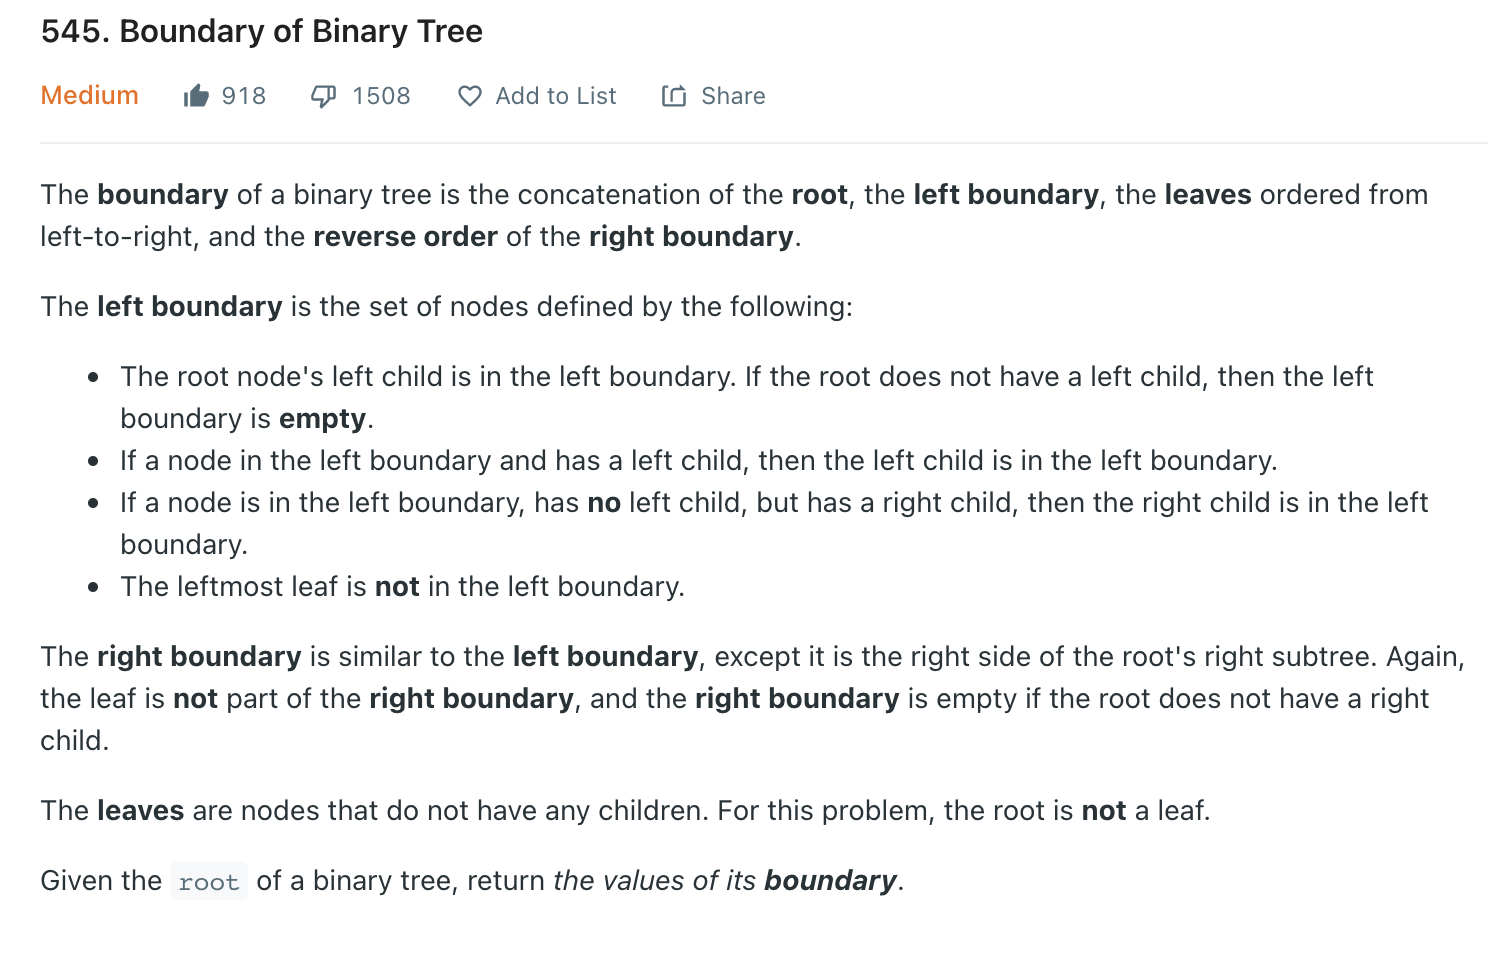 545. Boundary of Binary Tree
Medium 918 1508 Add to List Share
The boundary of a binary tree is the concatenation of the root, the left boundary, the leaves ordered from
left-to-right, and the reverse order of the right boundary.
The left boundary is the set of nodes defined by the following:
• The root node's left child is in the left boundary. If the root does not have a left child, then the left
boundary is empty.
• If a node in the left boundary and has a left child, then the left child is in the left boundary.
• If a node is in the left boundary, has no left child, but has a right child, then the right child is in the left
boundary.
• The leftmost leaf is not in the left boundary.
The right boundary is similar to the left boundary, except it is the right side of the root's right subtree. Again,
the leaf is not part of the right boundary, and the right boundary is empty if the root does not have a right
child.
The leaves are nodes that do not have any children. For this problem, the root is not a leaf.
Given the root of a binary tree, return the values of its boundary.